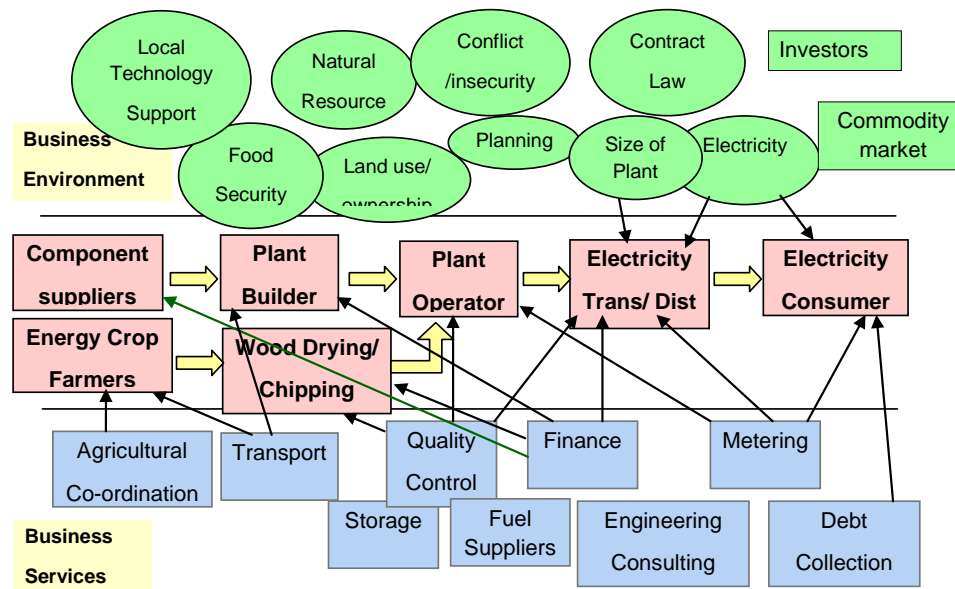 Local
Technology
Support
Natural
Resource
Conflict
/insecurity
Contract
Law
Investors
Commodity
market
Business
Environment
Food
Security
Land use/
ownership
Planning
Size of
Plant
Electricity
Component
suppliers
Plant
Builder
Plant
Operator
Electricity
Trans/ Dist
Electricity
Consumer
Energy Crop
Farmers
Wood Drying/
Chipping
Agricultural
Co-ordination
Transport
Quality
Control
Finance
Metering
Storage
Fuel
Suppliers
Engineering
Consulting
Debt
Collection
Business
Services